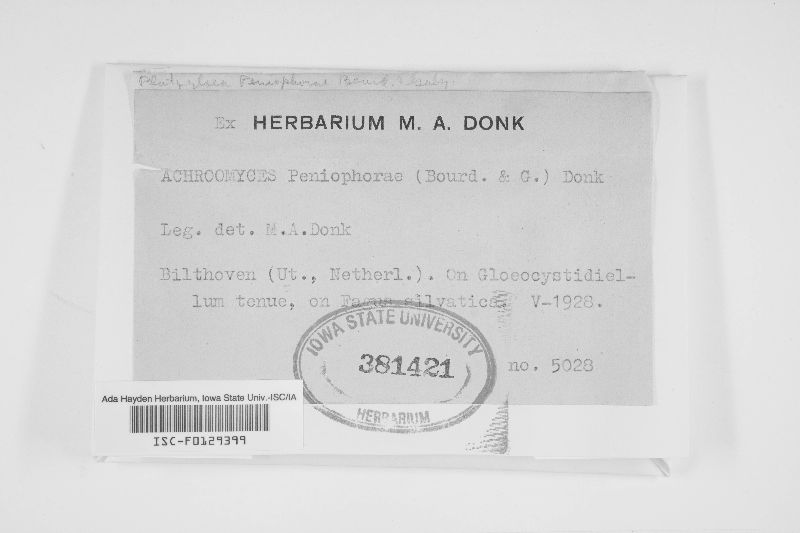 Platygloea Peniophorae Bourd. & Galz.
Ex HERBARIUM M. A. DONK
ACHROOMYCES Peniophorae (Bourd. & G.) Donk
Leg. det. M.A.Donk
Bilthoven (Ut., Netherl.). On Gloeocystidiel-
lum tenue, on Fagus silvatica. V-1928.
no. 5028
IOWA STATE UNIVERSITY
381421
HERBARIUM
Ada Hayden Herbarium, Iowa State Univ.-ISC/IA
ISC-F0129399